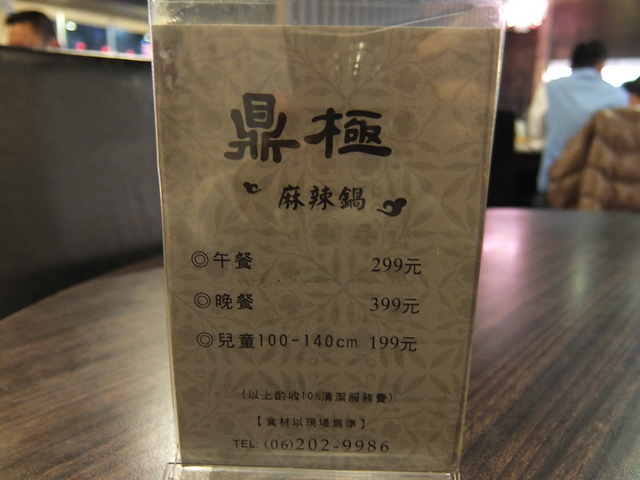 鼎極
麻辣鍋
◎午餐 299元
◎晚餐 399元
◎兒童100-140cm 199元
(以上酌收10%清潔服務費)
【食材以現場為準】
TEL: (06)202-9986